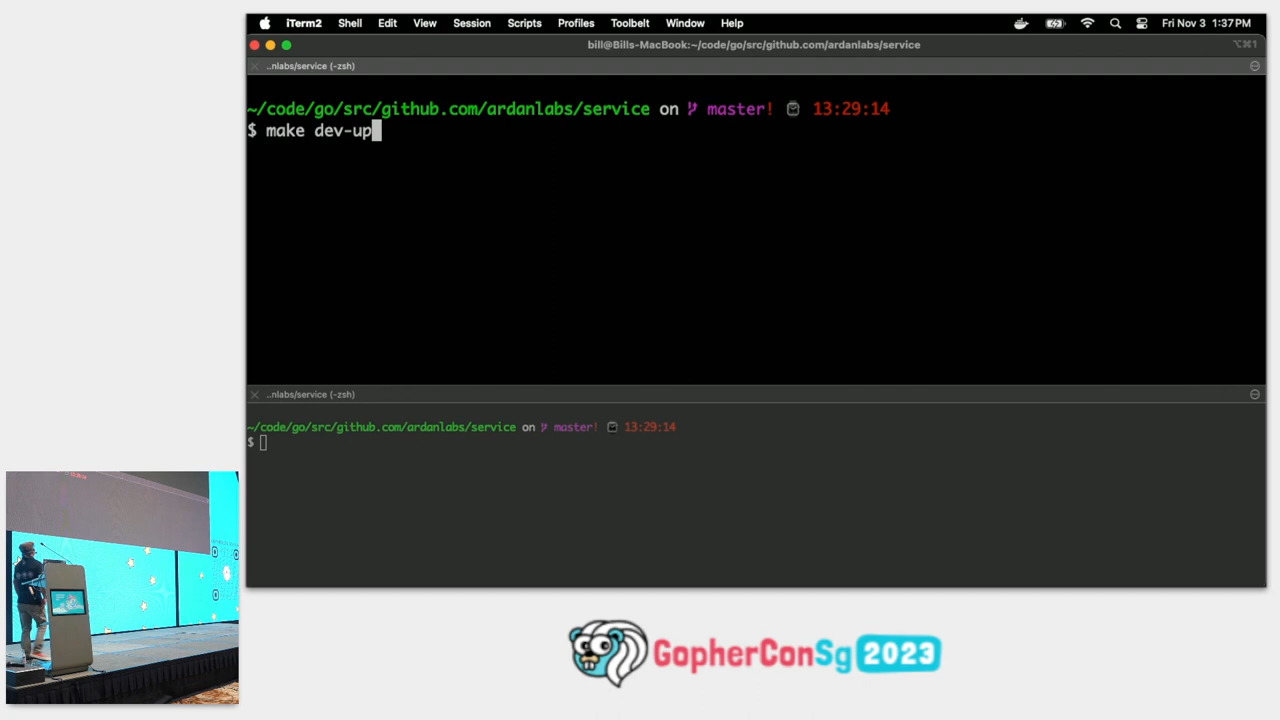 iTerm2 Shell Edit View Session Scripts Profiles Toolbelt Window Help Fri Nov 3 1:37 PM
bill@Bills-MacBook:~/code/go/src/github.com/ardanlabs/service ⌥⌘1
..nlabs/service (-zsh)
~/code/go/src/github.com/ardanlabs/service on master! 13:29:14
$ make dev-up
..nlabs/service (-zsh)
~/code/go/src/github.com/ardanlabs/service on master! 13:29:14
$
GopherConSg 2023